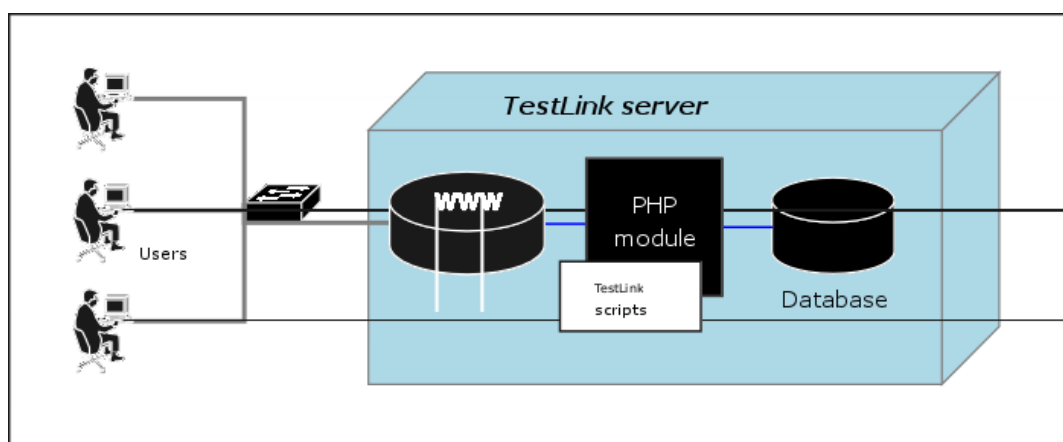 TestLink server
WWW
PHP
module
Users
TestLink
scripts
Database